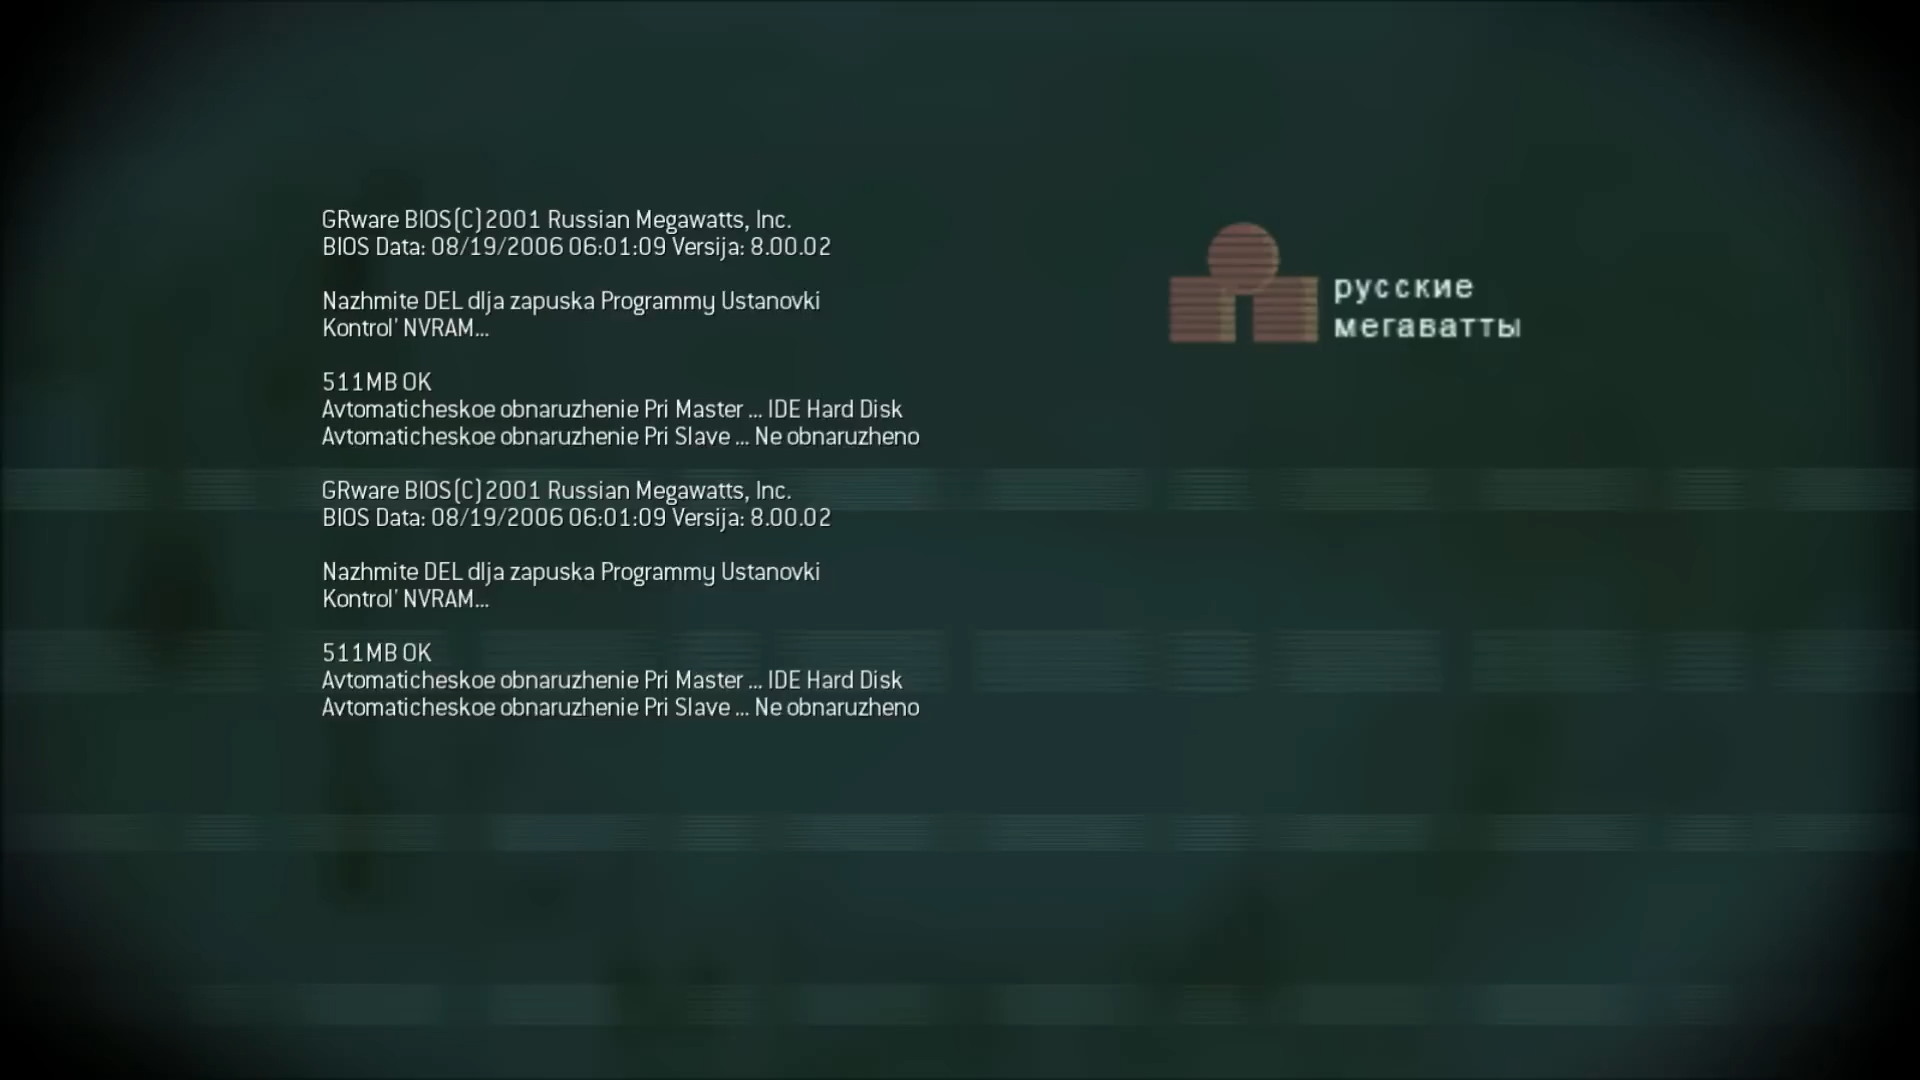 GRware BIOS(C)2001 Russian Megawatts, Inc.
BIOS Data: 08/19/2006 06:01:09 Versija: 8.00.02
Nazhmite DEL dlja zapuska Programmy Ustanovki
Kontrol' NVRAM...
511MB OK
Avtomaticheskoe obnaruzhenie Pri Master ... IDE Hard Disk
Avtomaticheskoe obnaruzhenie Pri Slave ... Ne obnaruzheno
GRware BIOS(C)2001 Russian Megawatts, Inc.
BIOS Data: 08/19/2006 06:01:09 Versija: 8.00.02
Nazhmite DEL dlja zapuska Programmy Ustanovki
Kontrol' NVRAM...
511MB OK
Avtomaticheskoe obnaruzhenie Pri Master ... IDE Hard Disk
Avtomaticheskoe obnaruzhenie Pri Slave ... Ne obnaruzheno
русские
мегаватты